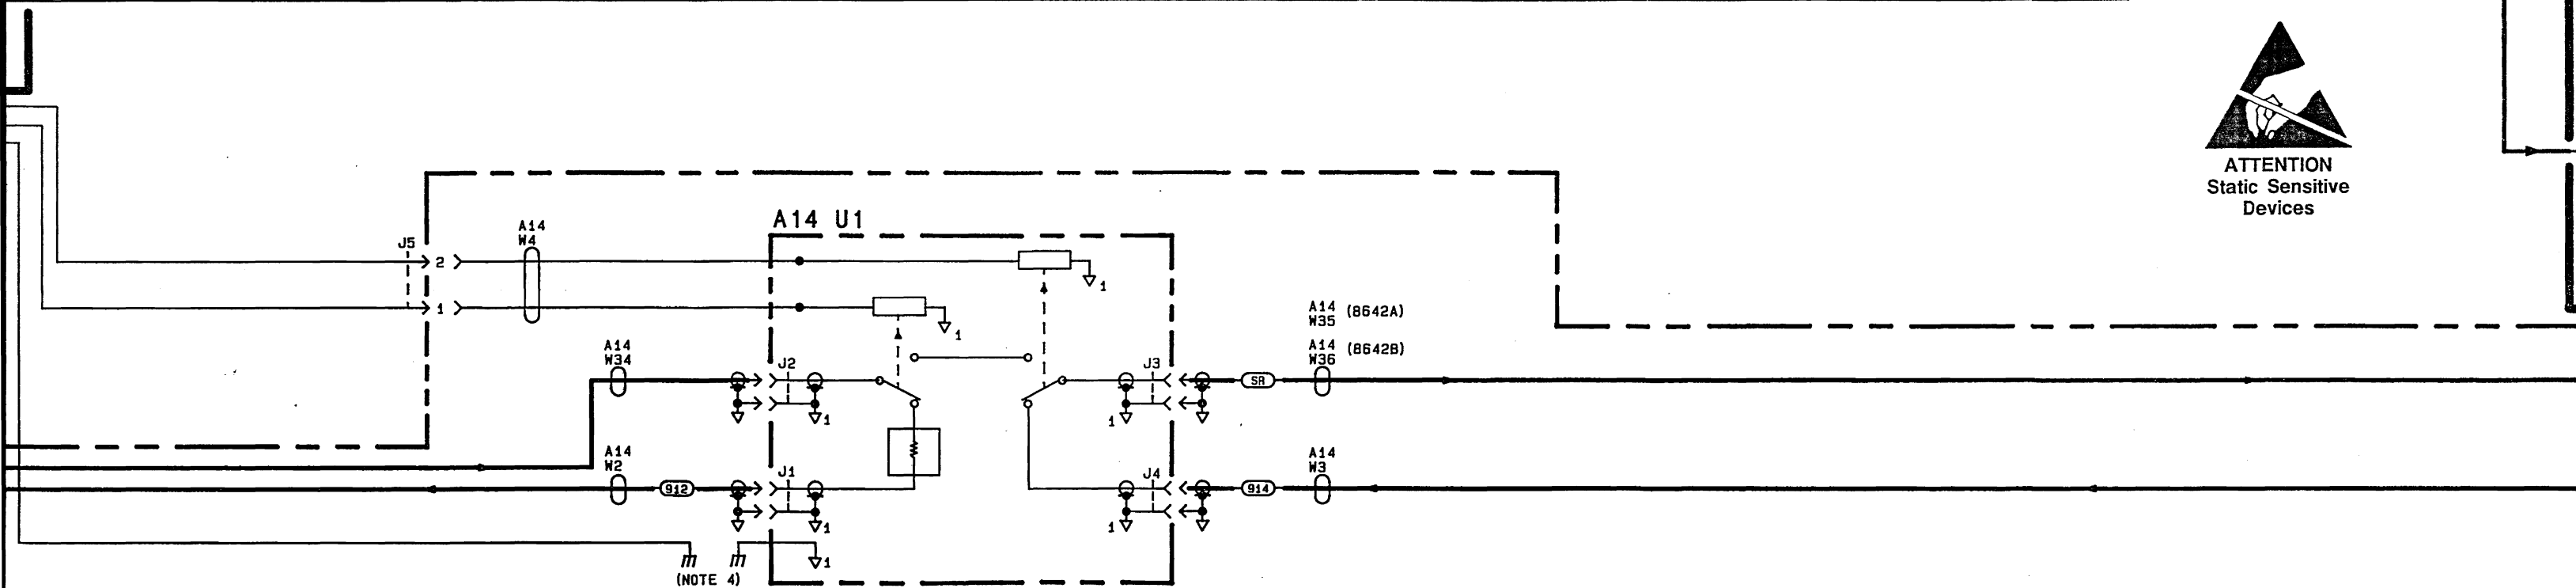 ATTENTION
Static Sensitive
Devices
A14 U1
A14
W4
J5
2
1
1
1
A14 (8642A)
W35
A14 (8642B)
W36
A14
W34
J2
J3
SR
1
1
A14
W2
912
J1
J4
914
A14
W3
1
1
1
(NOTE 4)